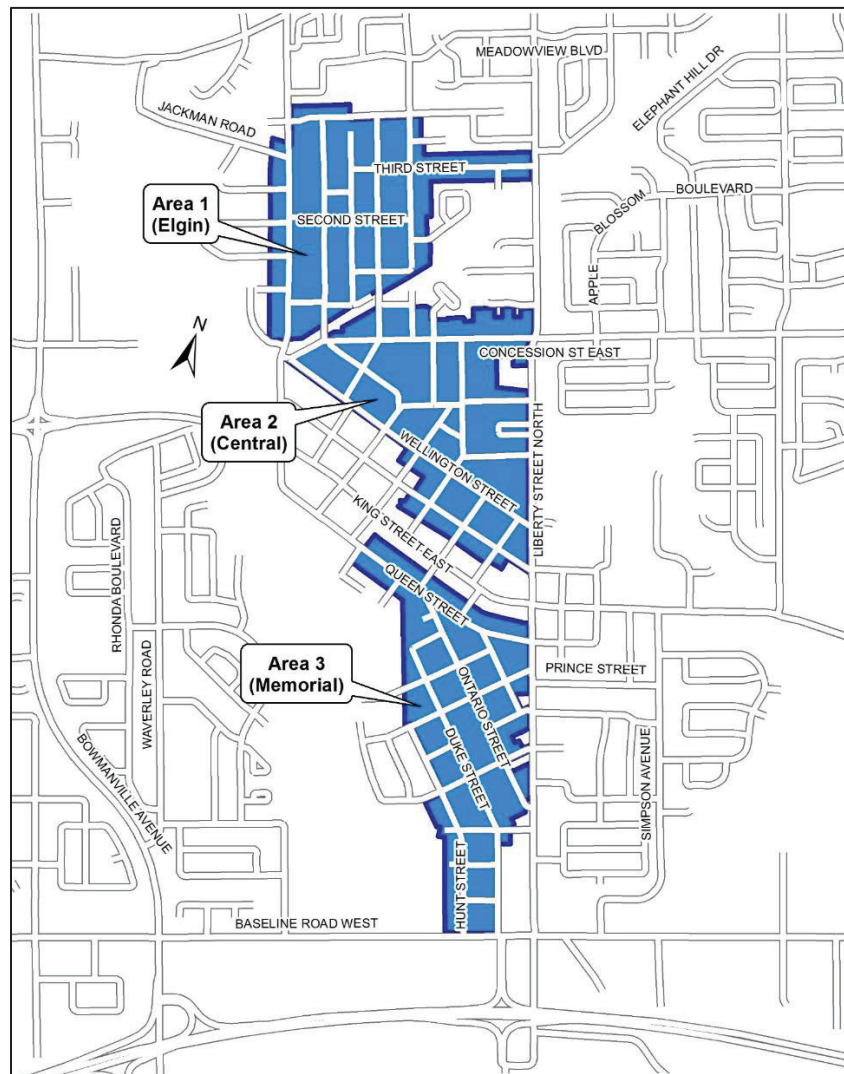 MEADOWVIEW BLVD
ELEPHANT HILL DR
JACKMAN ROAD
THIRD STREET
Area 1
(Elgin)
SECOND STREET
BLOSSOM
BOULEVARD
APPLE
N
CONCESSION ST EAST
Area 2
(Central)
WELLINGTON STREET
LIBERTY STREET NORTH
KING STREET EAST
RHONDA BOULEVARD
WAVERLEY ROAD
QUEEN STREET
Area 3
(Memorial)
PRINCE STREET
ONTARIO STREET
DUKE STREET
BOWMANVILLE AVENUE
SIMPSON AVENUE
HUNT STREET
BASELINE ROAD WEST